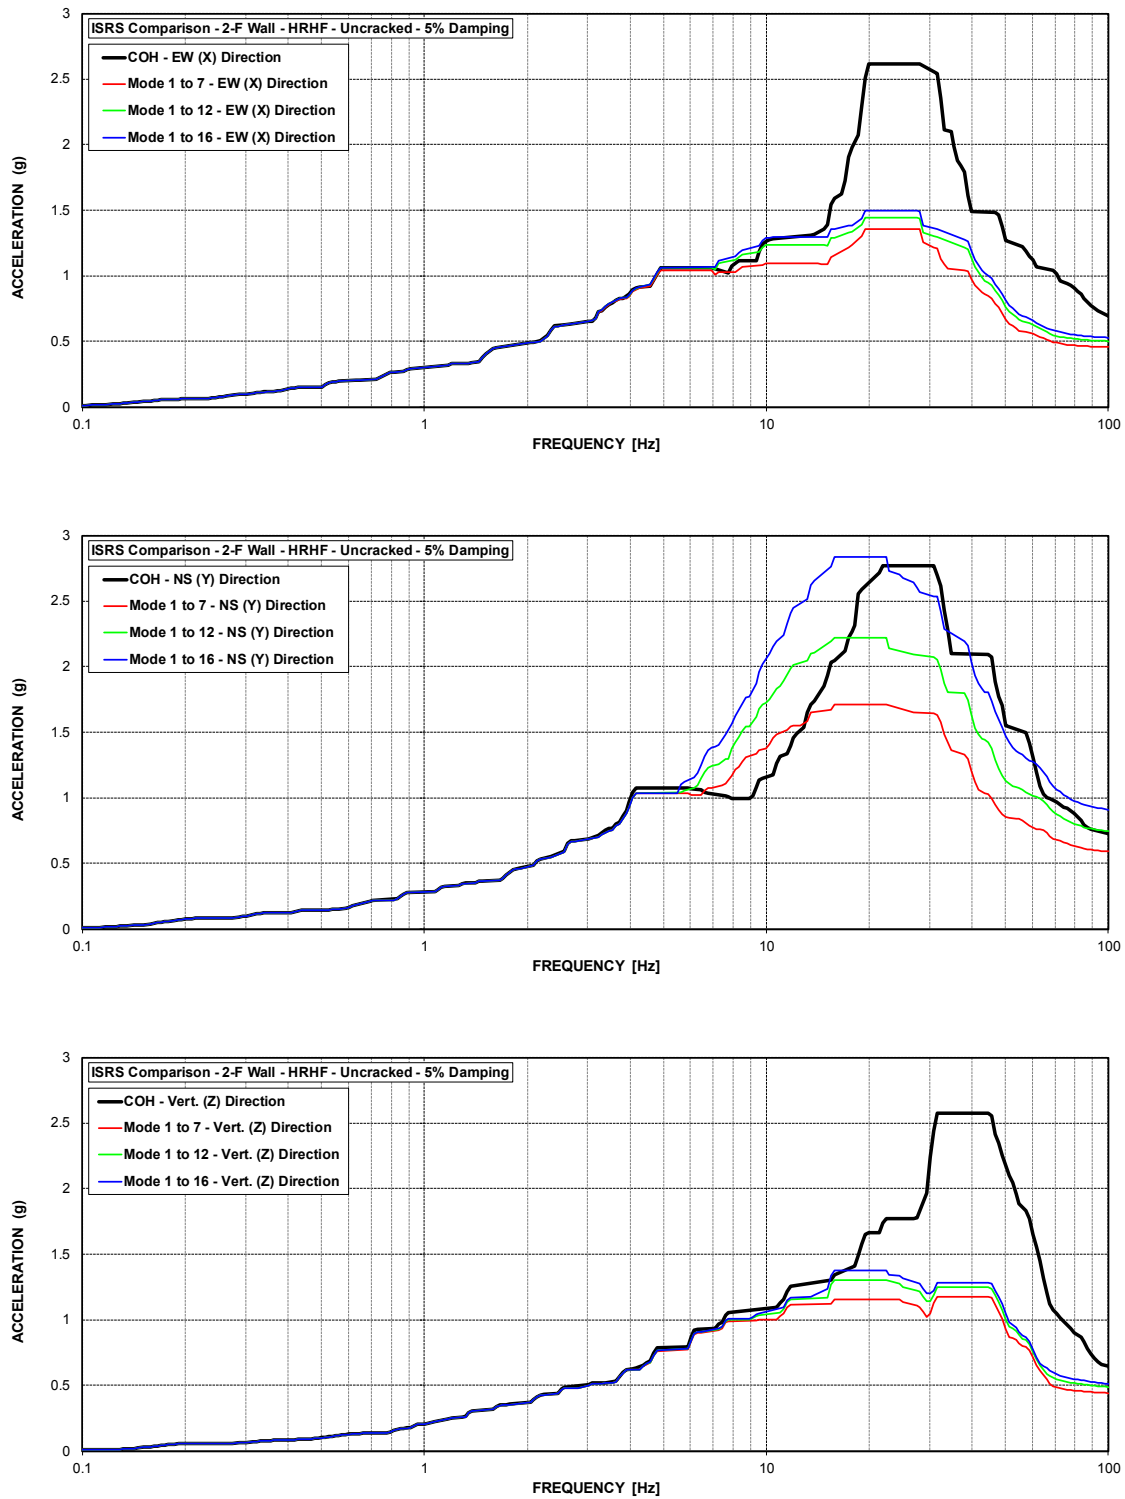 ISRS Comparison - 2-F Wall - HRHF - Uncracked - 5% Damping
COH - EW (X) Direction
Mode 1 to 7 - EW (X) Direction
Mode 1 to 12 - EW (X) Direction
Mode 1 to 16 - EW (X) Direction
3
2.5
2
1.5
1
0.5
0
ACCELERATION (g)
0.1
1
10
100
FREQUENCY [Hz]
ISRS Comparison - 2-F Wall - HRHF - Uncracked - 5% Damping
COH - NS (Y) Direction
Mode 1 to 7 - NS (Y) Direction
Mode 1 to 12 - NS (Y) Direction
Mode 1 to 16 - NS (Y) Direction
3
2.5
2
1.5
1
0.5
0
ACCELERATION (g)
0.1
1
10
100
FREQUENCY [Hz]
ISRS Comparison - 2-F Wall - HRHF - Uncracked - 5% Damping
COH - Vert. (Z) Direction
Mode 1 to 7 - Vert. (Z) Direction
Mode 1 to 12 - Vert. (Z) Direction
Mode 1 to 16 - Vert. (Z) Direction
3
2.5
2
1.5
1
0.5
0
ACCELERATION (g)
0.1
1
10
100
FREQUENCY [Hz]